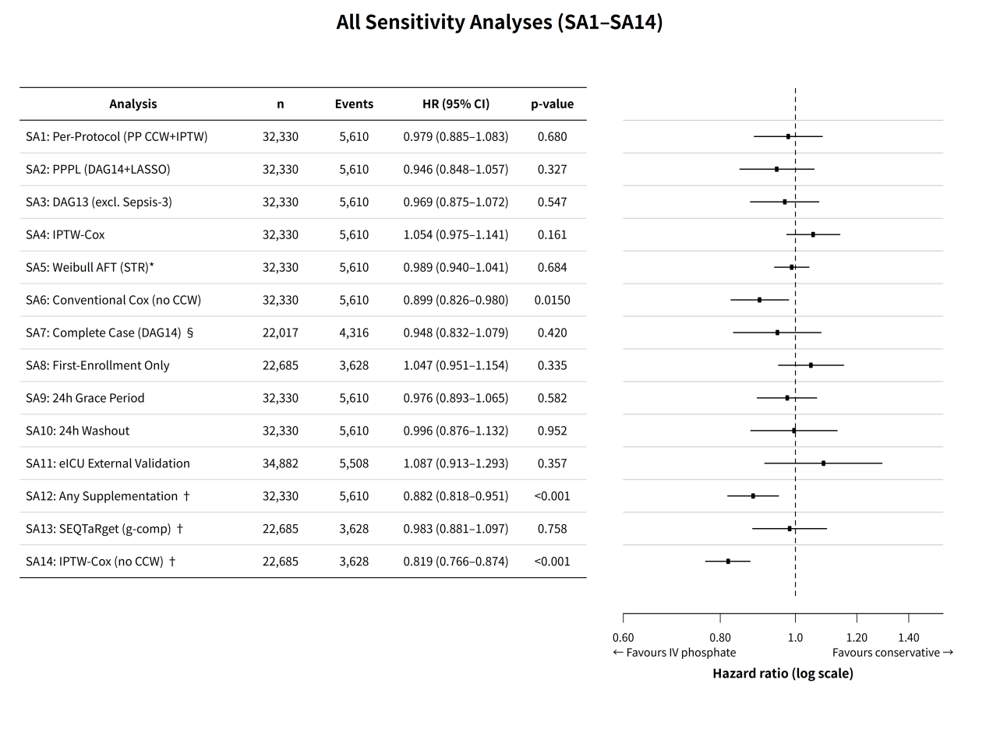 All Sensitivity Analyses (SA1–SA14)
Analysis n Events HR (95% CI) p-value
SA1: Per-Protocol (PP CCW+IPTW) 32,330 5,610 0.979 (0.885–1.083) 0.680
SA2: PPPL (DAG14+LASSO) 32,330 5,610 0.946 (0.848–1.057) 0.327
SA3: DAG13 (excl. Sepsis-3) 32,330 5,610 0.969 (0.875–1.072) 0.547
SA4: IPTW-Cox 32,330 5,610 1.054 (0.975–1.141) 0.161
SA5: Weibull AFT (STR)* 32,330 5,610 0.989 (0.940–1.041) 0.684
SA6: Conventional Cox (no CCW) 32,330 5,610 0.899 (0.826–0.980) 0.0150
SA7: Complete Case (DAG14) § 22,017 4,316 0.948 (0.832–1.079) 0.420
SA8: First-Enrollment Only 22,685 3,628 1.047 (0.951–1.154) 0.335
SA9: 24h Grace Period 32,330 5,610 0.976 (0.893–1.065) 0.582
SA10: 24h Washout 32,330 5,610 0.996 (0.876–1.132) 0.952
SA11: eICU External Validation 34,882 5,508 1.087 (0.913–1.293) 0.357
SA12: Any Supplementation † 32,330 5,610 0.882 (0.818–0.951) <0.001
SA13: SEQTaRget (g-comp) † 22,685 3,628 0.983 (0.881–1.097) 0.758
SA14: IPTW-Cox (no CCW) † 22,685 3,628 0.819 (0.766–0.874) <0.001
0.60 0.80 1.0 1.20 1.40
← Favours IV phosphate Favours conservative →
Hazard ratio (log scale)